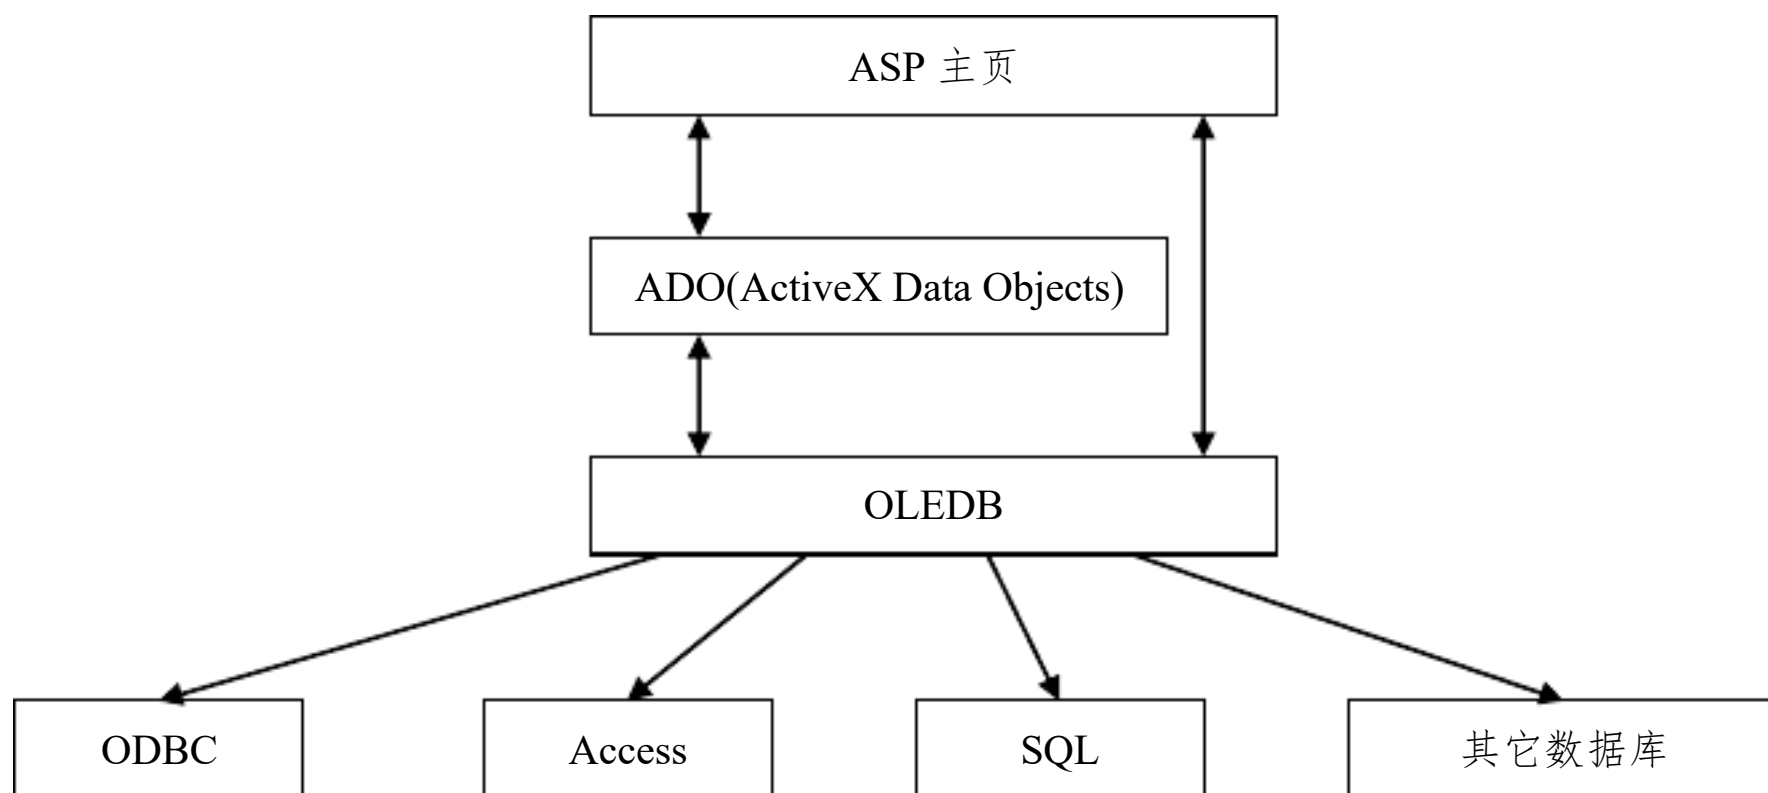 ASP 主页
ADO(ActiveX Data Objects)
OLEDB
ODBC
Access
SQL
其它数据库